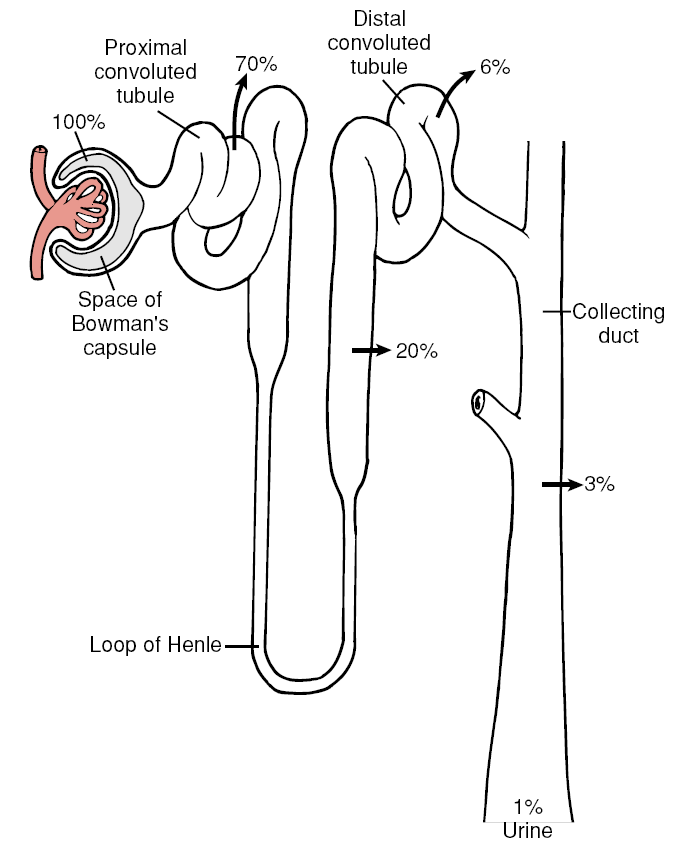 Distal
convoluted
tubule
Proximal
convoluted
tubule
70%
6%
100%
Space of
Bowman's
capsule
Collecting
duct
20%
3%
Loop of Henle
1%
Urine